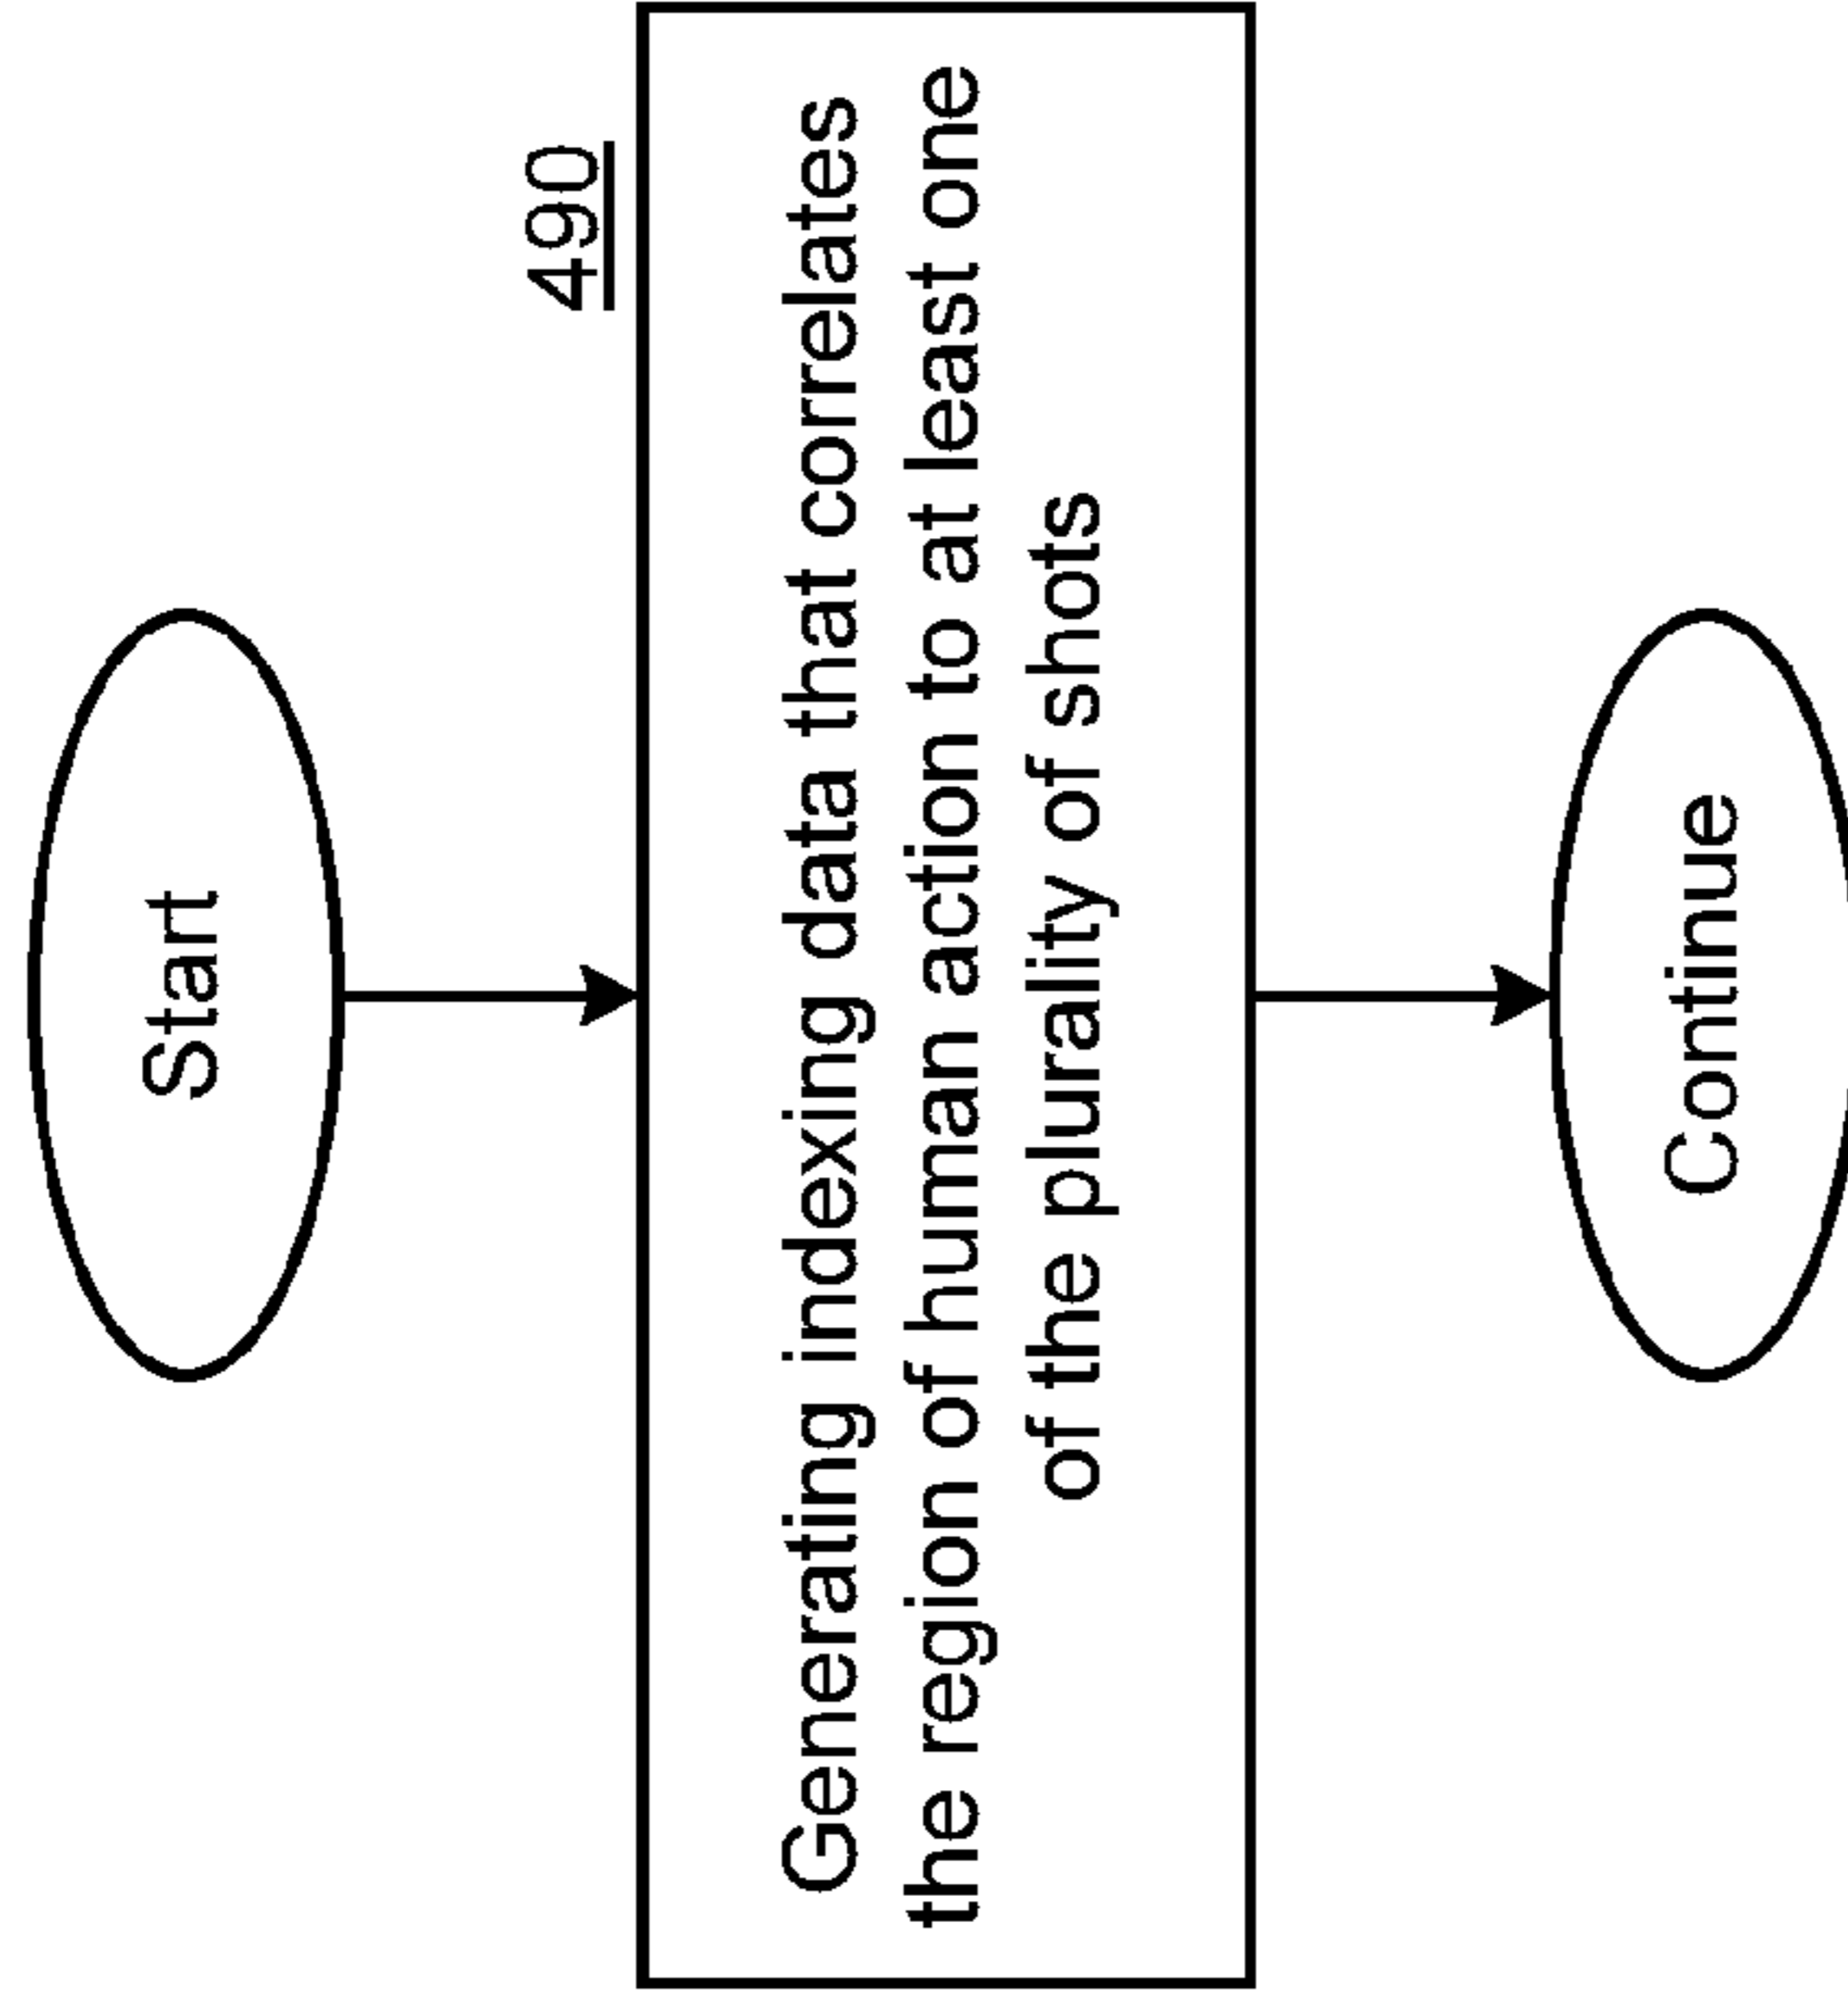 Start
490
Generating indexing data that correlates
the region of human action to at least one
of the plurality of shots
Continue